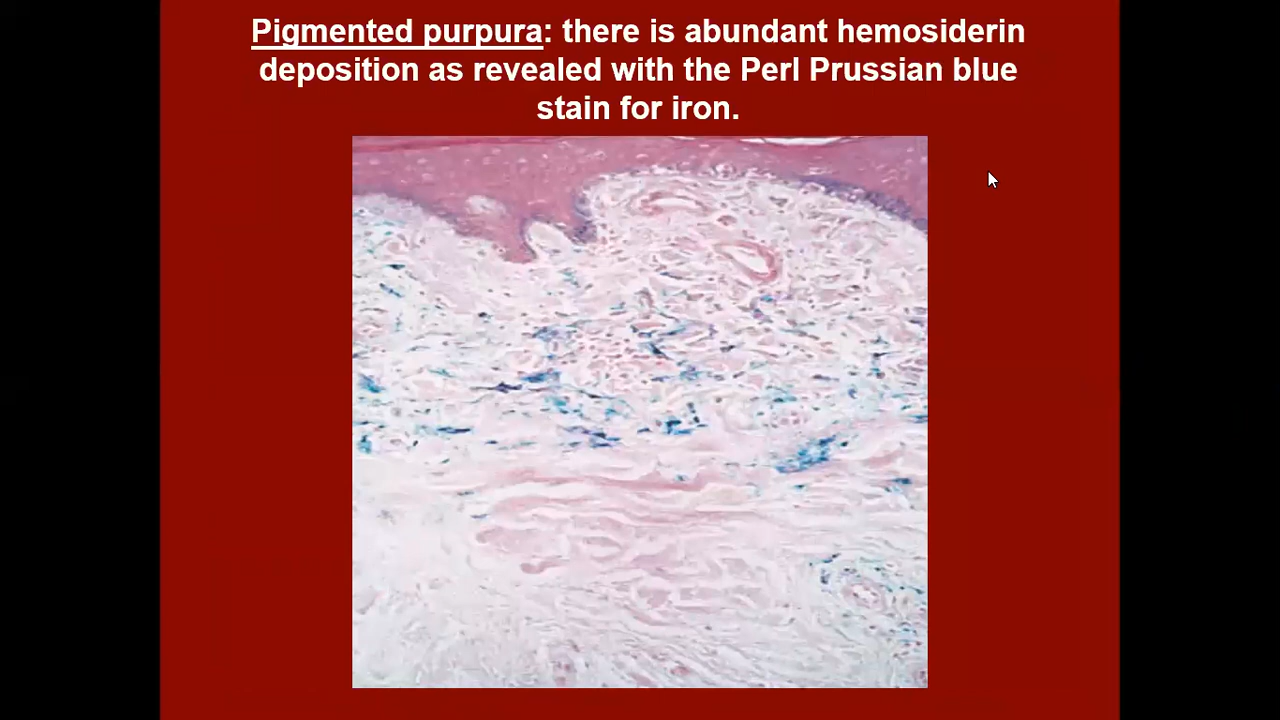 Pigmented purpura: there is abundant hemosiderin
deposition as revealed with the Perl Prussian blue
stain for iron.